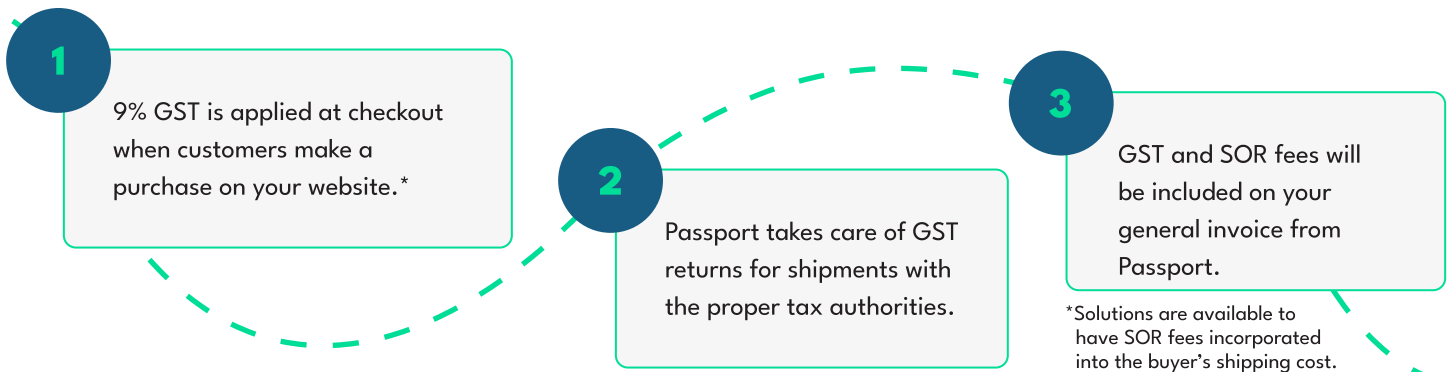 1
9% GST is applied at checkout
when customers make a
purchase on your website.*
2
Passport takes care of GST
returns for shipments with
the proper tax authorities.
3
GST and SOR fees will
be included on your
general invoice from
Passport.
*Solutions are available to
have SOR fees incorporated
into the buyer’s shipping cost.